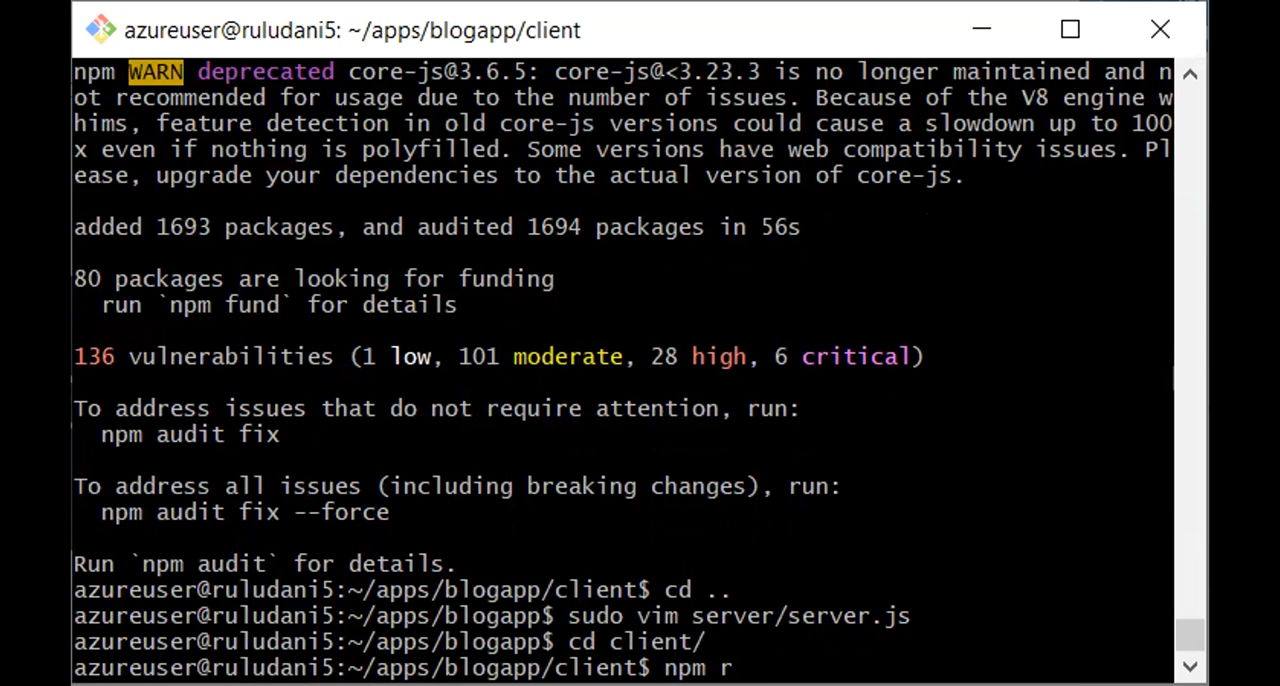 azureuser@ruludani5: ~/apps/blogapp/client
npm WARN deprecated core-js@3.6.5: core-js@<3.23.3 is no longer maintained and n
ot recommended for usage due to the number of issues. Because of the V8 engine w
hims, feature detection in old core-js versions could cause a slowdown up to 100
x even if nothing is polyfilled. Some versions have web compatibility issues. Pl
ease, upgrade your dependencies to the actual version of core-js.
added 1693 packages, and audited 1694 packages in 56s
80 packages are looking for funding
run `npm fund` for details
136 vulnerabilities (1 low, 101 moderate, 28 high, 6 critical)
To address issues that do not require attention, run:
npm audit fix
To address all issues (including breaking changes), run:
npm audit fix --force
Run `npm audit` for details.
azureuser@ruludani5:~/apps/blogapp/client$ cd ..
azureuser@ruludani5:~/apps/blogapp$ sudo vim server/server.js
azureuser@ruludani5:~/apps/blogapp$ cd client/
azureuser@ruludani5:~/apps/blogapp/client$ npm r